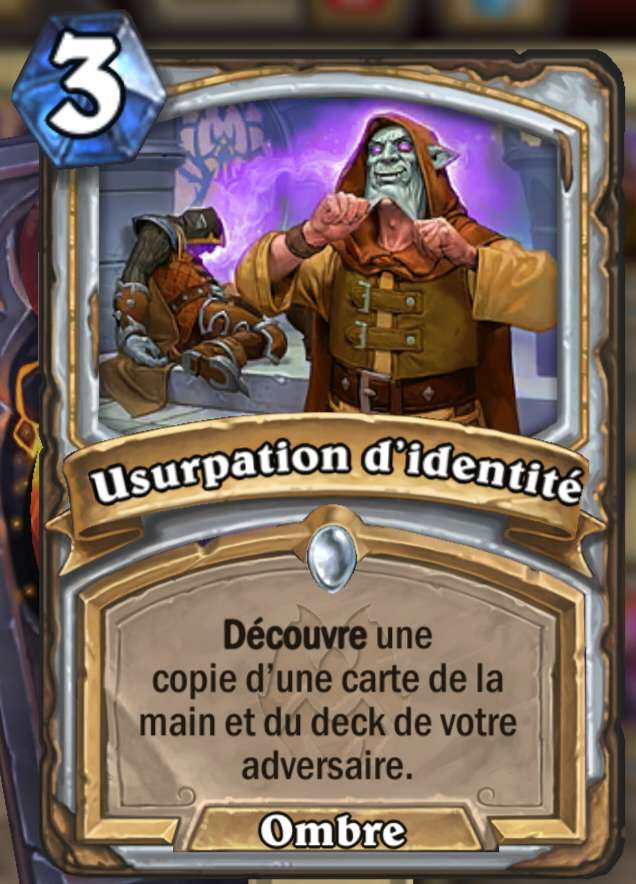 3
Usurpation d'identité
Découvre une
copie d'une carte de la
main et du deck de votre
adversaire.
Ombre